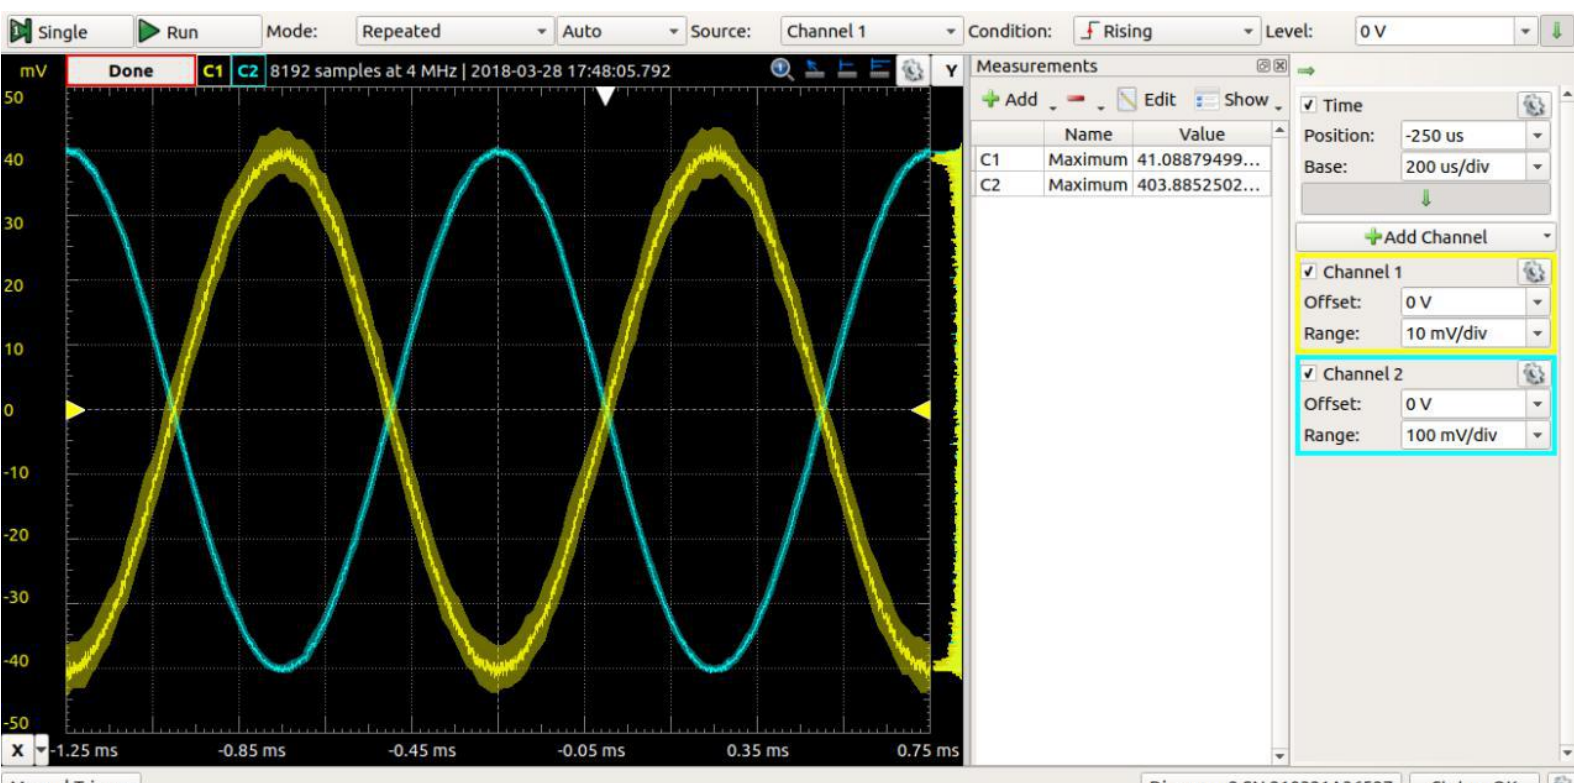 Single Run Mode: Repeated Auto Source: Channel 1 Condition: Rising Level: 0 V
mV Done C1 C2 8192 samples at 4 MHz | 2018-03-28 17:48:05.792 Y
50
40
30
20
10
0
-10
-20
-30
-40
-50
X -1.25 ms -0.85 ms -0.45 ms -0.05 ms 0.35 ms 0.75 ms
Measurements
Add Edit Show
Name Value
C1 Maximum 41.08879499...
C2 Maximum 403.8852502...
Time
Position: -250 us
Base: 200 us/div
Add Channel
Channel 1
Offset: 0 V
Range: 10 mV/div
Channel 2
Offset: 0 V
Range: 100 mV/div